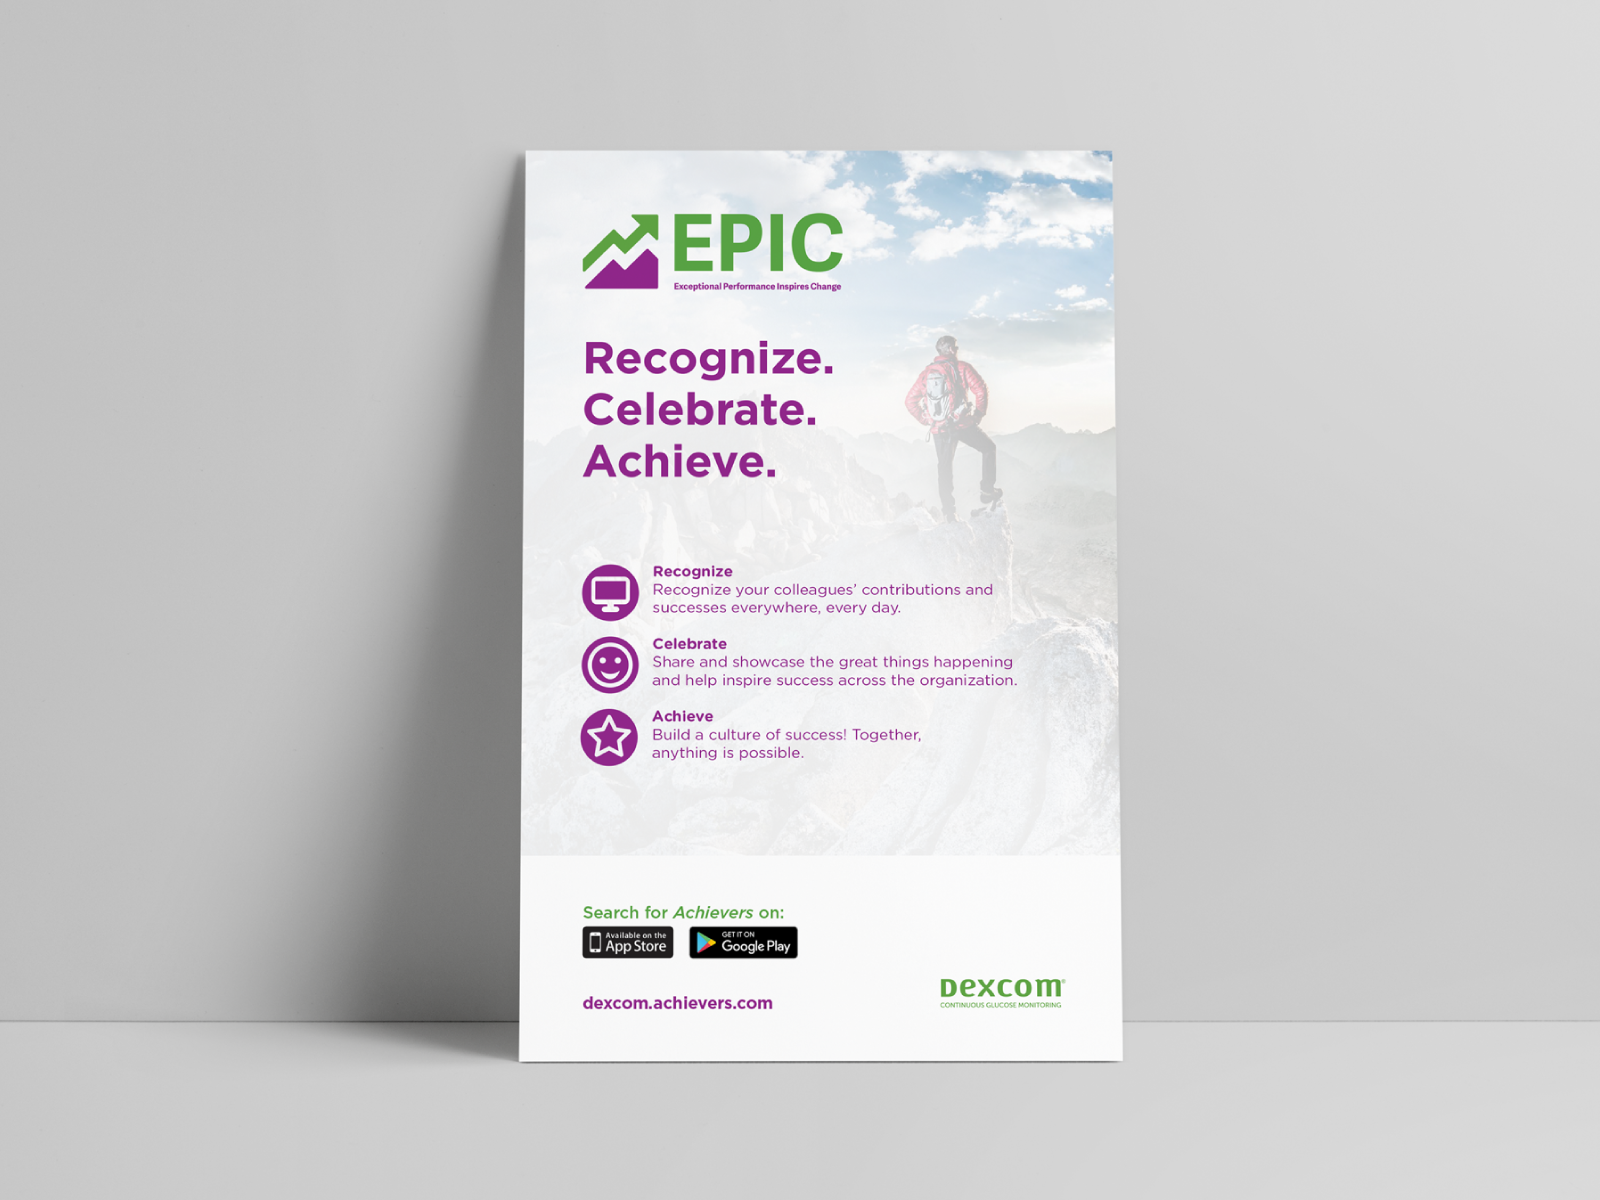 EPIC
Exceptional Performance Inspires Change
Recognize.
Celebrate.
Achieve.
Recognize
Recognize your colleagues’ contributions and
successes everywhere, every day.
Celebrate
Share and showcase the great things happening
and help inspire success across the organization.
Achieve
Build a culture of success! Together,
anything is possible.
Search for Achievers on:
Available on the
App Store
GET IT ON
Google Play
dexcom.achievers.com
Dexcom®
CONTINUOUS GLUCOSE MONITORING